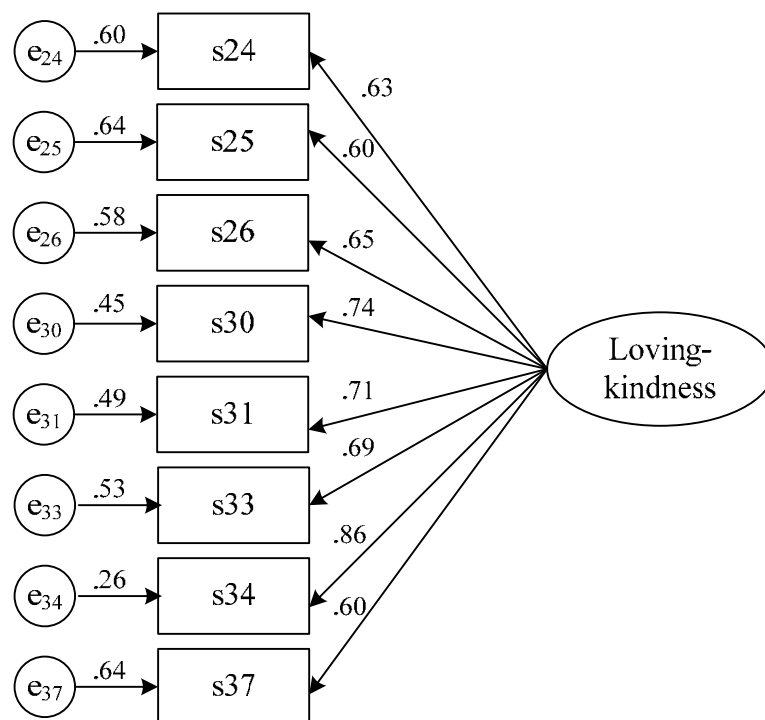 e24 .60 s24 .63
e25 .64 s25 .60
e26 .58 s26 .65
e30 .45 s30 .74
Loving-
kindness
e31 .49 s31 .71
e33 .53 s33 .69
e34 .26 s34 .86
e37 .64 s37 .60